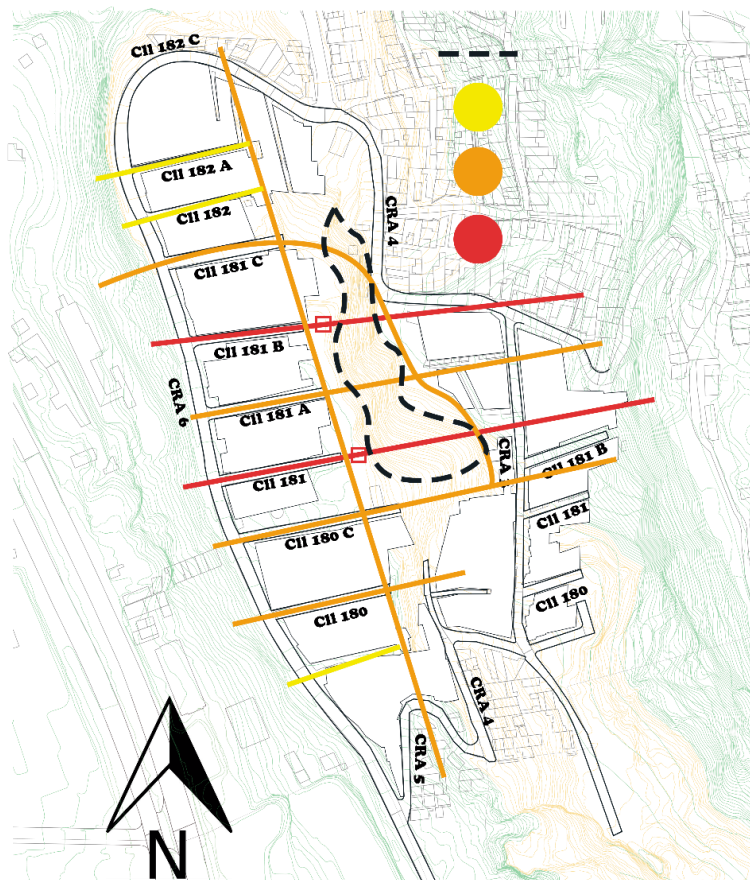 Cll 182 C
Cll 182 A
CRA 4
Cll 182
Cll 181 C
Cll 181 B
CRA 6
Cll 181 A
CRA
Cll 181 B
Cll 181
Cll 181
Cll 180 C
Cll 180
Cll 180
CRA 4
CRA 5
N